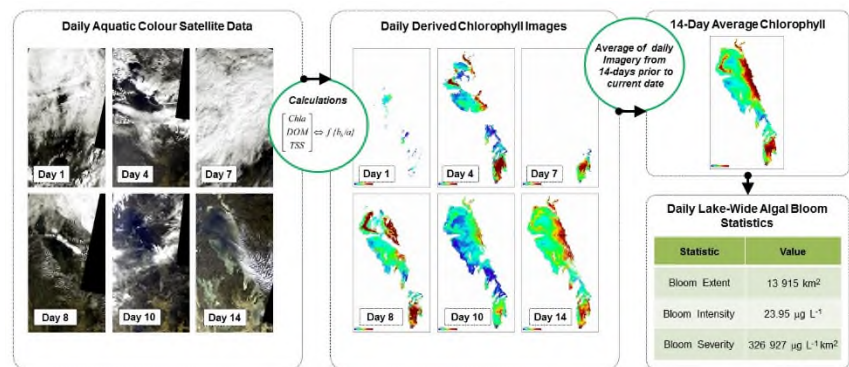 Daily Aquatic Colour Satellite Data
Day 1
Day 4
Day 7
Day 8
Day 10
Day 14
Calculations
Chla
DOM ⇔ f {b_b/a}
TSS
Daily Derived Chlorophyll Images
Day 1
Day 4
Day 7
Day 8
Day 10
Day 14
Average of daily
Imagery from
14-days prior to
current date
14-Day Average Chlorophyll
Daily Lake-Wide Algal Bloom
Statistics
Statistic Value
Bloom Extent 13 915 km²
Bloom Intensity 23.95 µg L⁻¹
Bloom Severity 326 927 µg L⁻¹ km²